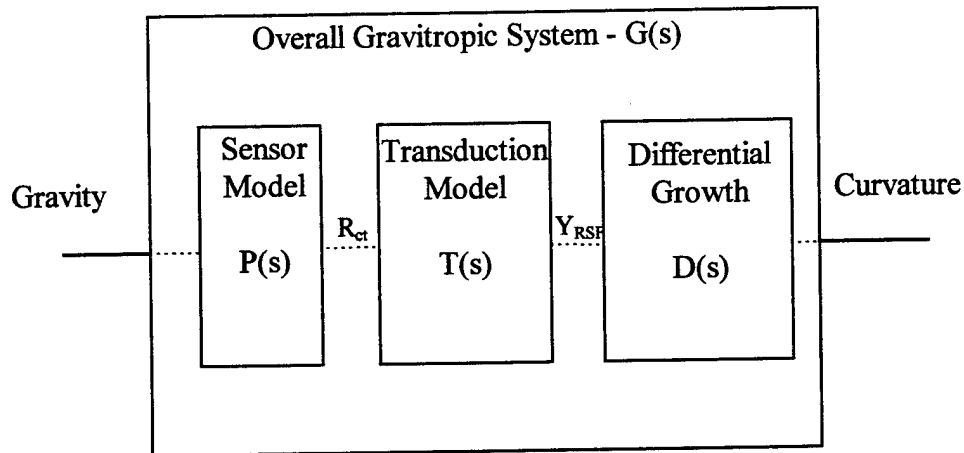 Overall Gravitropic System - G(s)
Sensor
Model
P(s)
Transduction
Model
T(s)
Differential
Growth
D(s)
Gravity
R_ct
Y_RSF
Curvature